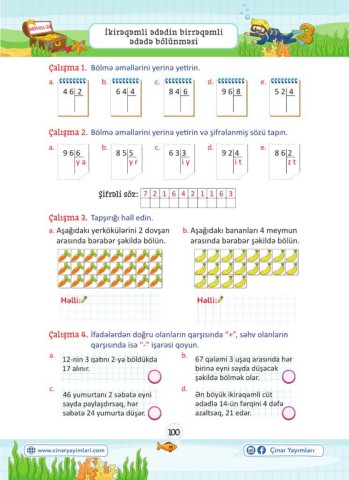 İkirəqəmli ədədin birrəqəmli
ədədə bölünməsi
3
Çalışma 1. Bölmə əməllərini yerinə yetirin.
a. b. c. d. e.
46 2 64 4 84 6 96 8 52 4
Çalışma 2. Bölmə əməllərini yerinə yetirin və şifrələnmiş sözü tapın.
a. b. c. d. e.
96 6 85 5 63 3 92 4 86 2
y a y r i y i t z t
Şifrəli söz: 7 2 1 6 4 2 1 1 6 3
Çalışma 3. Tapşırığı həll edin.
a. Aşağıdakı yerkökülərini 2 dovşan
arasında bərabər şəkildə bölün.
b. Aşağıdakı bananları 4 meymun
arasında bərabər şəkildə bölün.
Həlli:
Həlli:
Çalışma 4. İfadələrdən doğru olanların qarşısında "+", səhv olanların
qarşısında isə "-" işarəsi qoyun.
a. 12-nin 3 qatını 2-yə böldükdə
17 alınır.
b. 67 qələmi 3 uşaq arasında hər
birinə eyni sayda düşəcək
şəkildə bölmək olar.
c. 46 yumurtanı 2 səbətə eyni
sayda paylaşdırsaq, hər
səbətə 24 yumurta düşər.
d. Ən böyük ikirəqəmli cüt
ədədlə 14-ün fərqini 4 dəfə
azaltsaq, 21 edər.
100
www.cinaryayimlari.com
Çinar Yayımları